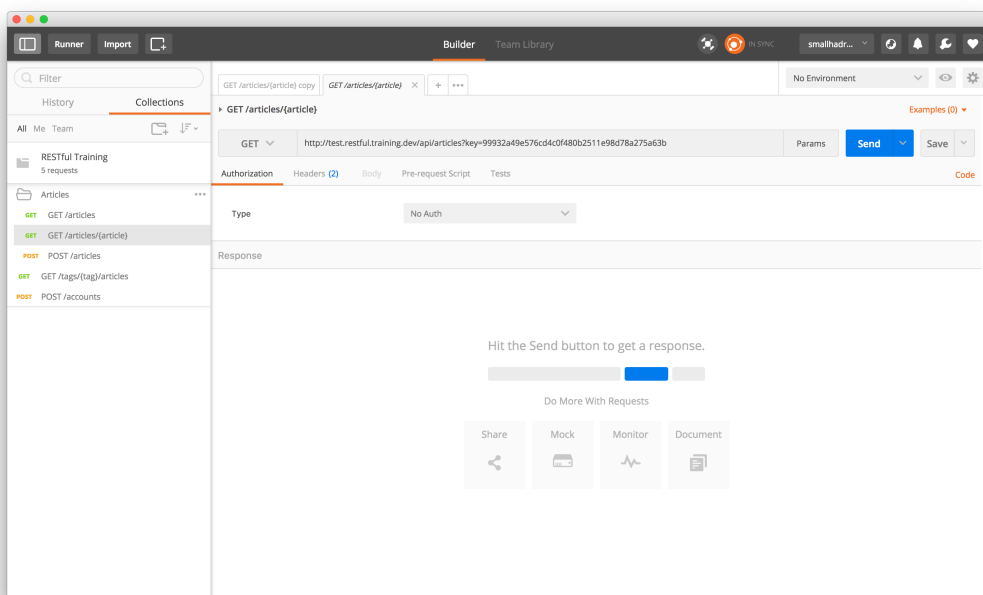 Runner Import Builder Team Library IN SYNC smallhadr...
Filter
History Collections
All Me Team
RESTful Training
5 requests
Articles
GET GET /articles
GET GET /articles/{article}
POST POST /articles
GET GET /tags/{tag}/articles
POST POST /accounts
GET /articles/{article} copy GET /articles/{article} No Environment
GET /articles/{article} Examples (0)
GET http://test.restful.training.dev/api/articles?key=99932a49e576cd4c0f480b2511e98d78a275a63b Params Send Save
Authorization Headers (2) Body Pre-request Script Tests Code
Type No Auth
Response
Hit the Send button to get a response.
Do More With Requests
Share Mock Monitor Document